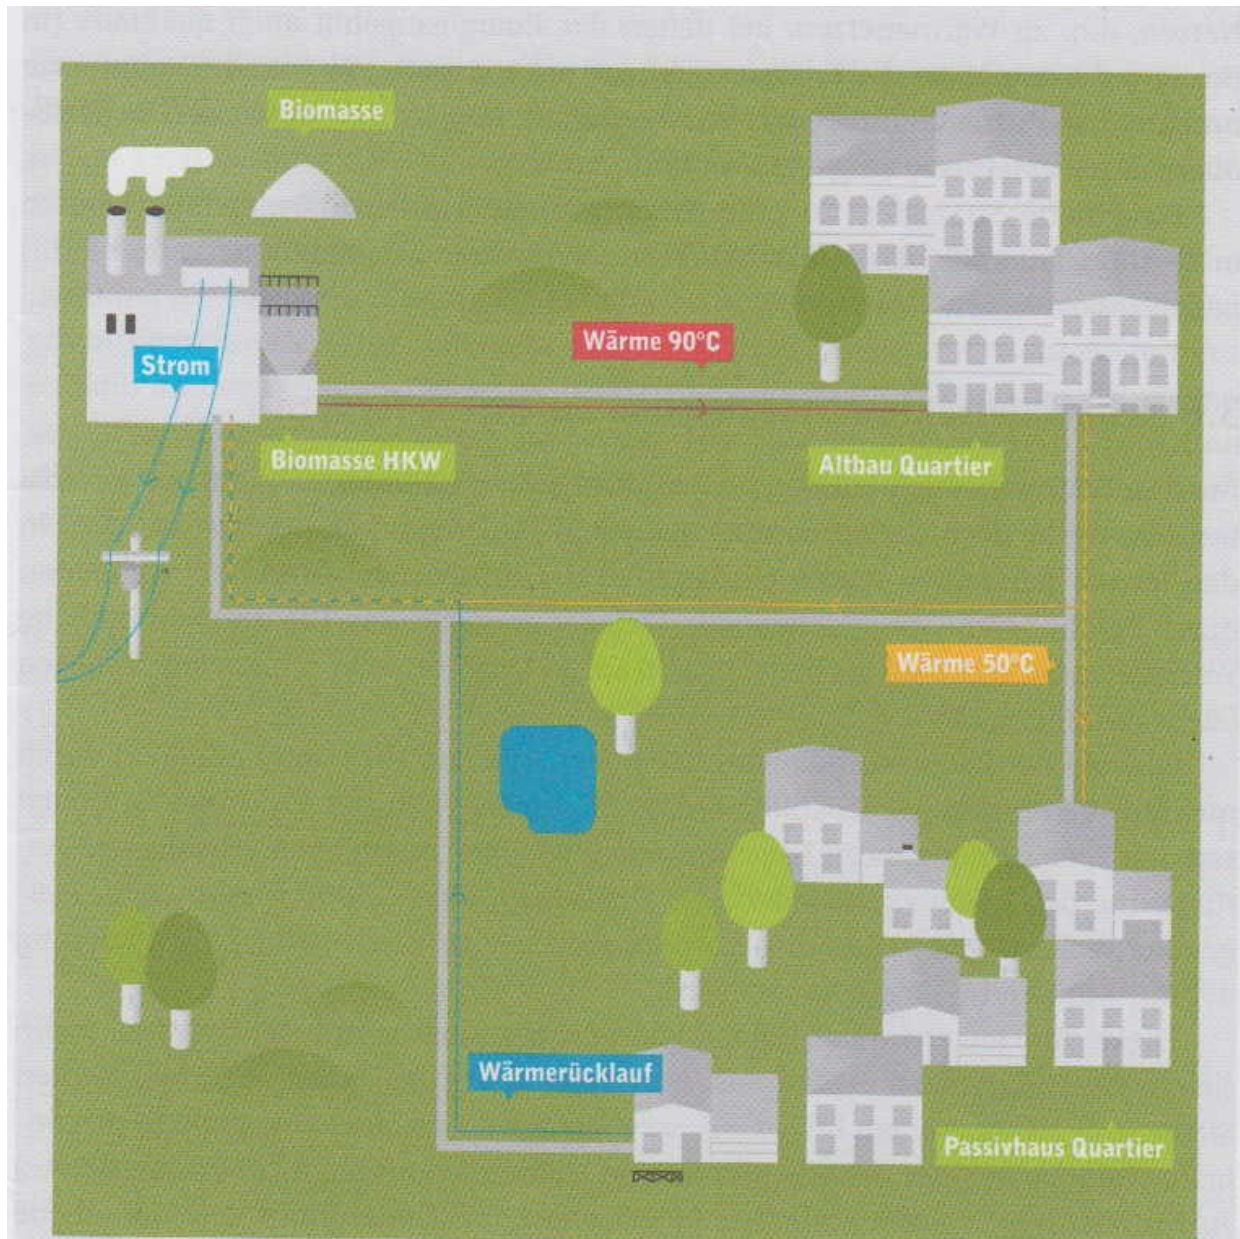 Biomasse
Wärme 90°C
Strom
Biomasse HKW
Altbau Quartier
Wärme 50°C
Wärmerücklauf
Passivhaus Quartier